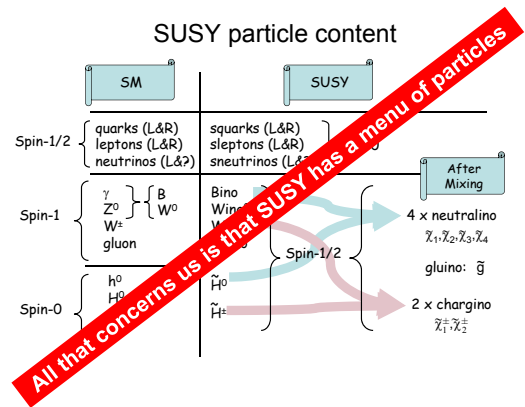 SUSY particle content
SM
SUSY
Spin-1/2
quarks (L&R)
leptons (L&R)
neutrinos (L&?)
squarks (L&R)
sleptons (L&R)
sneutrinos
After
Mixing
Spin-1
γ
Z⁰
W±
gluon
B
W⁰
Bino
Spin-1/2
4 x neutralino
χ̃₁,χ̃₂,χ̃₃,χ̃₄
gluino: g̃
2 x chargino
χ̃₁±,χ̃₂±
Spin-0
h⁰
H̃⁰
H̃±
All that concerns us is that SUSY has a menu of particles